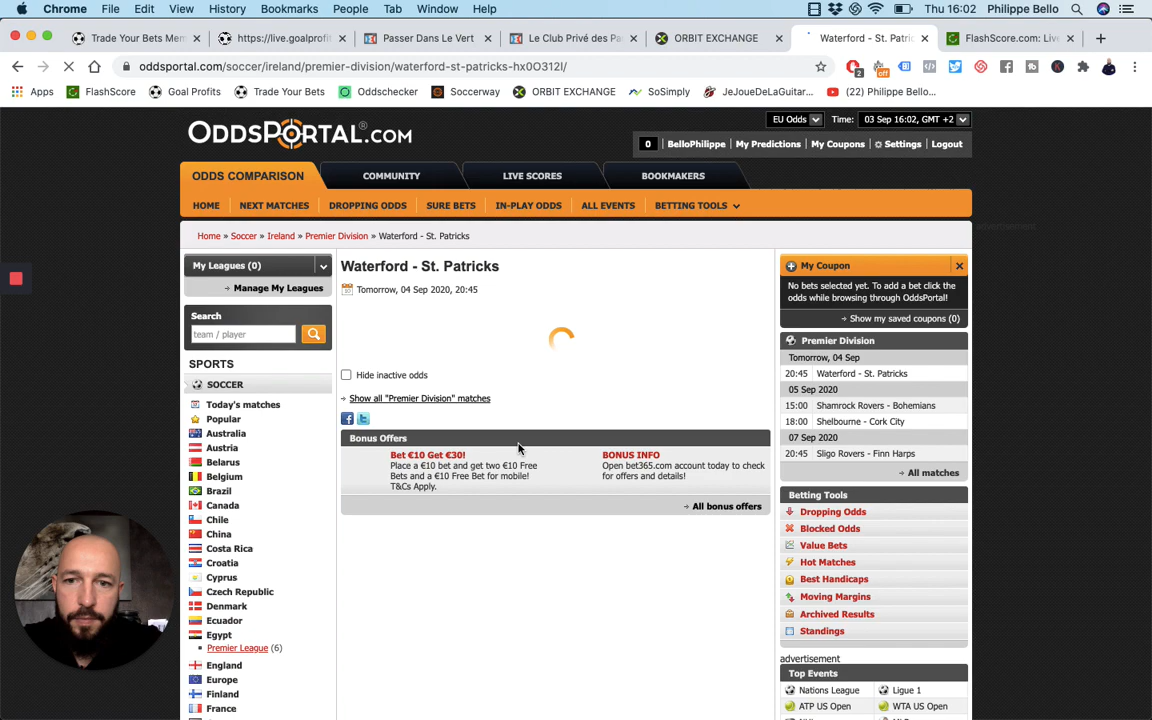 Chrome File Edit View History Bookmarks People Tab Window Help Thu 16:02 Philippe Bello
Trade Your Bets Mem https://live.goalprofit Passer Dans Le Vert Le Club Privé des Pa ORBIT EXCHANGE Waterford - St. Patric FlashScore.com: Live
oddsportal.com/soccer/ireland/premier-division/waterford-st-patricks-hx0O312I/
2 off
Apps FlashScore Goal Profits Trade Your Bets Oddschecker Soccerway ORBIT EXCHANGE SoSimply JeJoueDeLaGuitar... (22) Philippe Bello...
ODDSPORTAL.COM
EU Odds Time: 03 Sep 16:02, GMT +2
0 BelloPhilippe My Predictions My Coupons Settings Logout
ODDS COMPARISON COMMUNITY LIVE SCORES BOOKMAKERS
HOME NEXT MATCHES DROPPING ODDS SURE BETS IN-PLAY ODDS ALL EVENTS BETTING TOOLS
advertisement
Home » Soccer » Ireland » Premier Division » Waterford - St. Patricks
My Leagues (0)
Manage My Leagues
Search
team / player
SPORTS
SOCCER
Today's matches
Popular
Australia
Austria
Belarus
Belgium
Brazil
Canada
Chile
China
Costa Rica
Croatia
Cyprus
Czech Republic
Denmark
Ecuador
Egypt
Premier League (6)
England
Europe
Finland
France
Waterford - St. Patricks
Tomorrow, 04 Sep 2020, 20:45
Hide inactive odds
Show all "Premier Division" matches
Bonus Offers
Bet €10 Get €30!
Place a €10 bet and get two €10 Free
Bets and a €10 Free Bet for mobile!
T&Cs Apply.
BONUS INFO
Open bet365.com account today to check
for offers and details!
All bonus offers
My Coupon
No bets selected yet. To add a bet click the
odds while browsing through OddsPortal!
Show my saved coupons (0)
Premier Division
Tomorrow, 04 Sep
20:45 Waterford - St. Patricks
05 Sep 2020
15:00 Shamrock Rovers - Bohemians
18:00 Shelbourne - Cork City
07 Sep 2020
20:45 Sligo Rovers - Finn Harps
All matches
Betting Tools
Dropping Odds
Blocked Odds
Value Bets
Hot Matches
Best Handicaps
Moving Margins
Archived Results
Standings
advertisement
Top Events
Nations League Ligue 1
ATP US Open WTA US Open